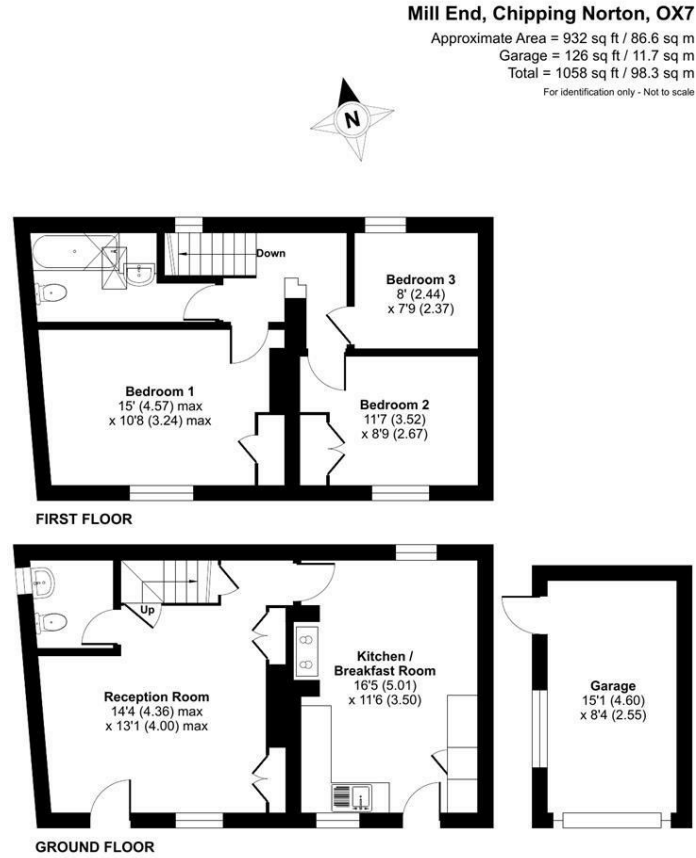 Mill End, Chipping Norton, OX7
Approximate Area = 932 sq ft / 86.6 sq m
Garage = 126 sq ft / 11.7 sq m
Total = 1058 sq ft / 98.3 sq m
For identification only - Not to scale
N
Down
Bedroom 3
8' (2.44)
x 7'9 (2.37)
Bedroom 1
15' (4.57) max
x 10'8 (3.24) max
Bedroom 2
11'7 (3.52)
x 8'9 (2.67)
FIRST FLOOR
Up
Kitchen /
Breakfast Room
16'5 (5.01)
x 11'6 (3.50)
Reception Room
14'4 (4.36) max
x 13'1 (4.00) max
Garage
15'1 (4.60)
x 8'4 (2.55)
GROUND FLOOR